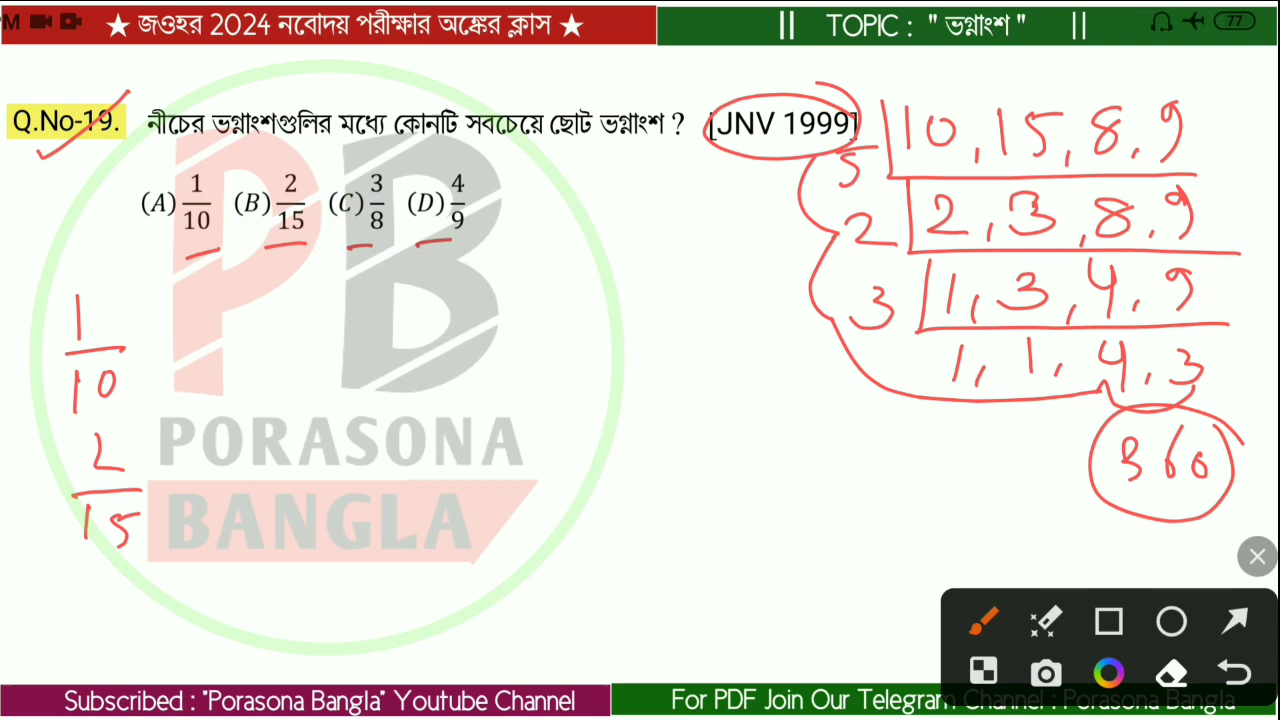 ★ জওহর 2024 নবোদয় পরীক্ষার অঙ্কের ক্লাস ★
|| TOPIC : " ভগ্নাংশ " ||
77
Q.No-19. নীচের ভগ্নাংশগুলির মধ্যে কোনটি সবচেয়ে ছোট ভগ্নাংশ ? [JNV 1999]
(A) 1/10 (B) 2/15 (C) 3/8 (D) 4/9
5 | 10, 15, 8, 9
2 | 2, 3, 8, 9
3 | 1, 3, 4, 9
1, 1, 4, 3
360
1/10
2/15
PB
PORASONA
BANGLA
Subscribed : "Porasona Bangla" Youtube Channel
For PDF Join Our Telegram Channel : Porasona Bangla